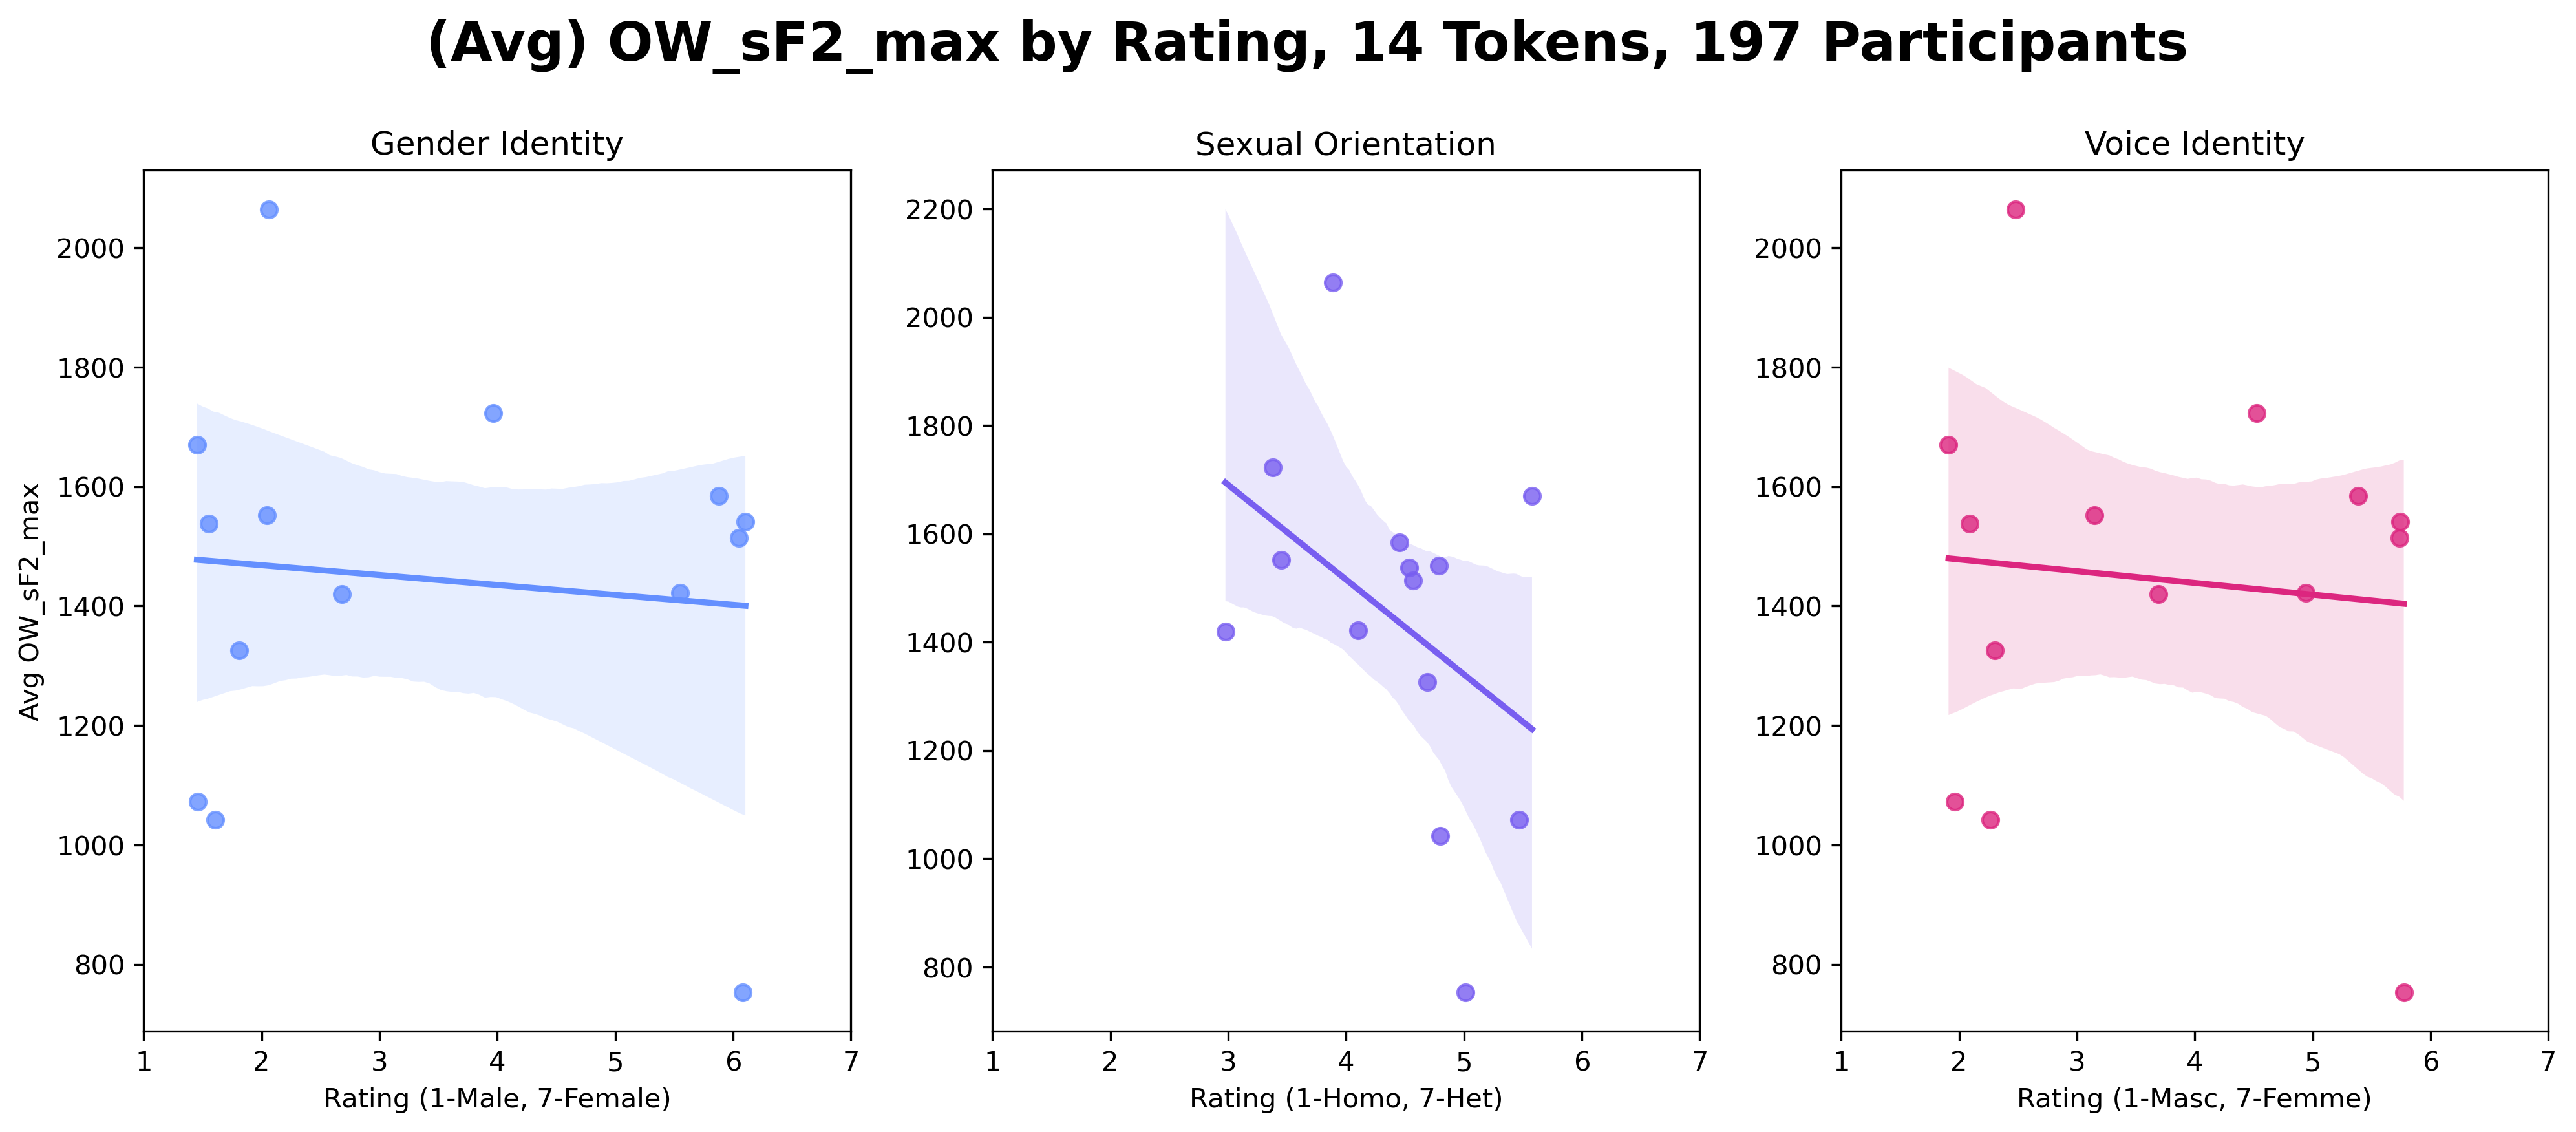 (Avg) OW_sF2_max by Rating, 14 Tokens, 197 Participants
Gender Identity
Avg OW_sF2_max
2000
1800
1600
1400
1200
1000
800
1 2 3 4 5 6 7
Rating (1-Male, 7-Female)
Sexual Orientation
2200
2000
1800
1600
1400
1200
1000
800
1 2 3 4 5 6 7
Rating (1-Homo, 7-Het)
Voice Identity
2000
1800
1600
1400
1200
1000
800
1 2 3 4 5 6 7
Rating (1-Masc, 7-Femme)